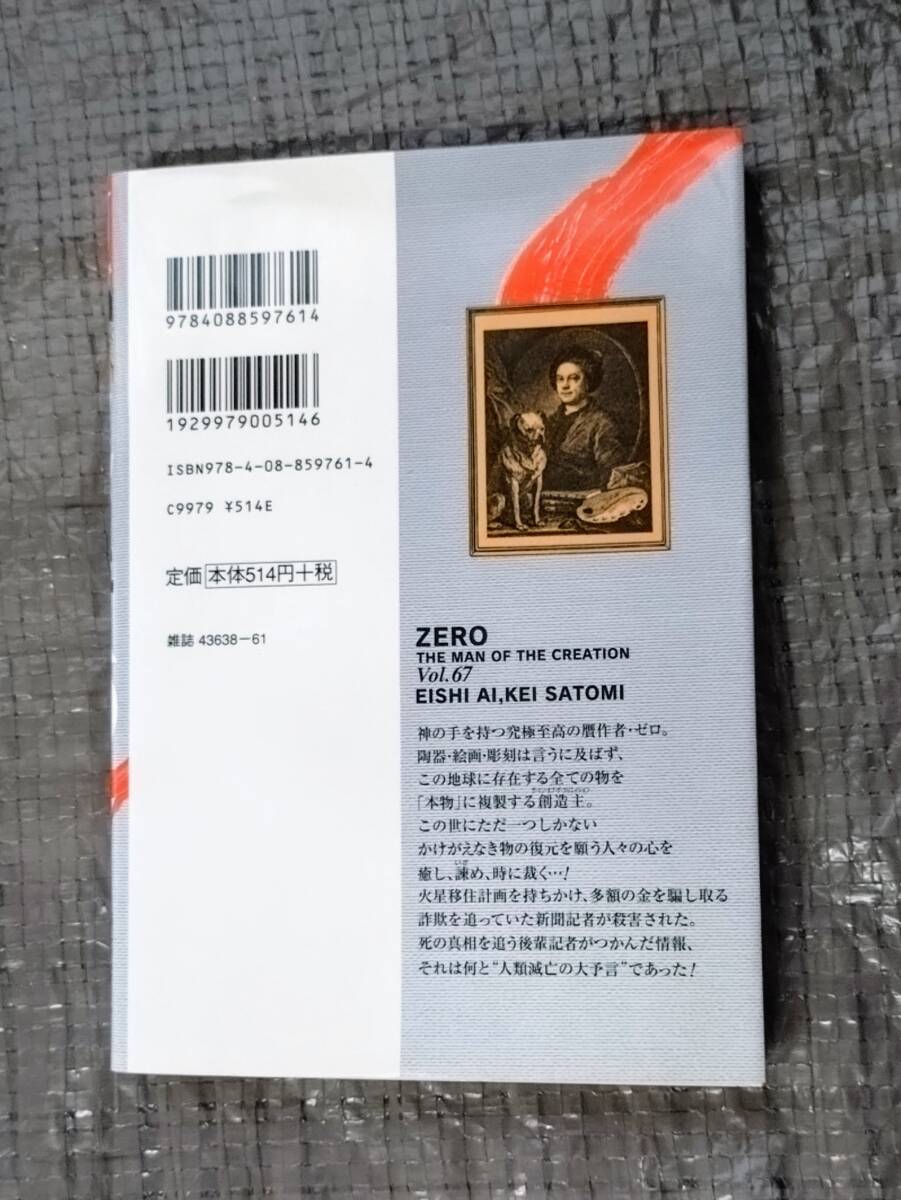 9784088597614
1929979005146
ISBN978-4-08-859761-4
C9979 ¥514E
定価 本体514円+税
雑誌 43638-61
ZERO
THE MAN OF THE CREATION
Vol.67
EISHI AI,KEI SATOMI
神の手を持つ究極至高の贋作者・ゼロ。
陶器・絵画・彫刻は言うに及ばず、
この地球に存在する全ての物を
「本物」に複製する創造主。
この世にただ一つしかない
かけがえなき物の復元を願う人々の心を
癒し、諫め、時に裁く…!
火星移住計画を持ちかけ、多額の金を騙し取る
詐欺を追っていた新聞記者が殺害された。
死の真相を追う後輩記者がつかんだ情報、
それは何と“人類滅亡の大予言”であった!